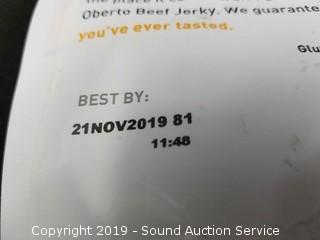 Oberto Beef Jerky. We guarante
you've ever tasted.
Glu
BEST BY:
21NOV2019 81
11:48
Copyright 2019 - Sound Auction Service